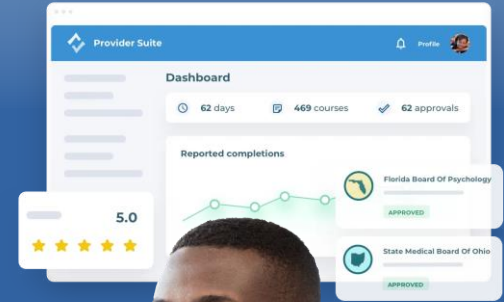 Provider Suite
Profile
Dashboard
62 days
469 courses
62 approvals
Reported completions
Florida Board Of Psychology
APPROVED
5.0
State Medical Board Of Ohio
APPROVED